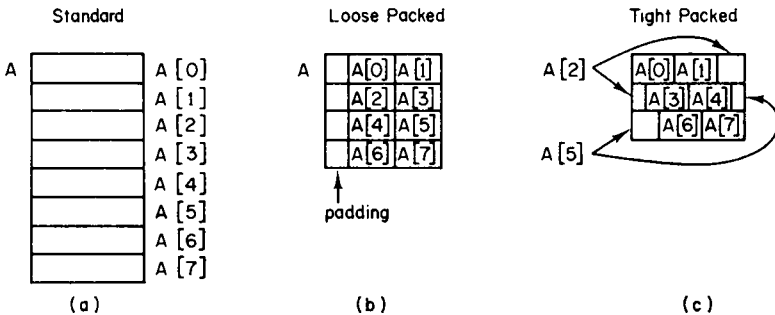 Standard
Loose Packed
Tight Packed
A
A [0]
A [1]
A [2]
A [3]
A [4]
A [5]
A [6]
A [7]
A
A[0] A[1]
A[2] A[3]
A[4] A[5]
A[6] A[7]
padding
A[2]
A[5]
A[0] A[1]
A[3] A[4]
A[6] A[7]
(a)
(b)
(c)